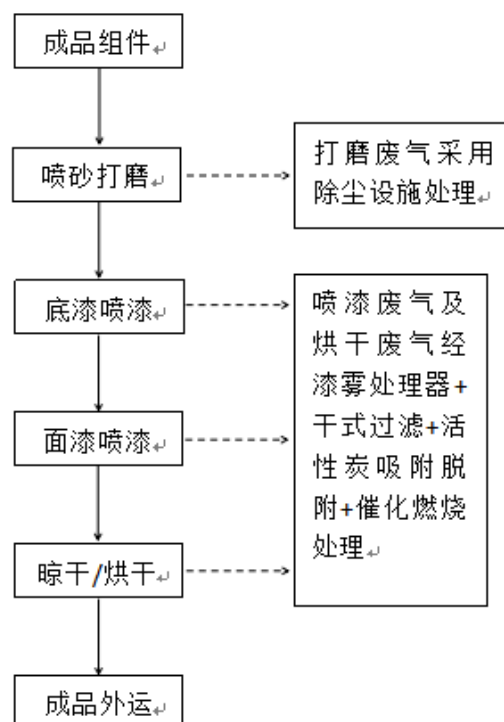 成品组件
喷砂打磨
打磨废气采用
除尘设施处理
底漆喷漆
喷漆废气及
烘干废气经
漆雾处理器+
干式过滤+活
性炭吸附脱
附+催化燃烧
处理
面漆喷漆
晾干/烘干
成品外运